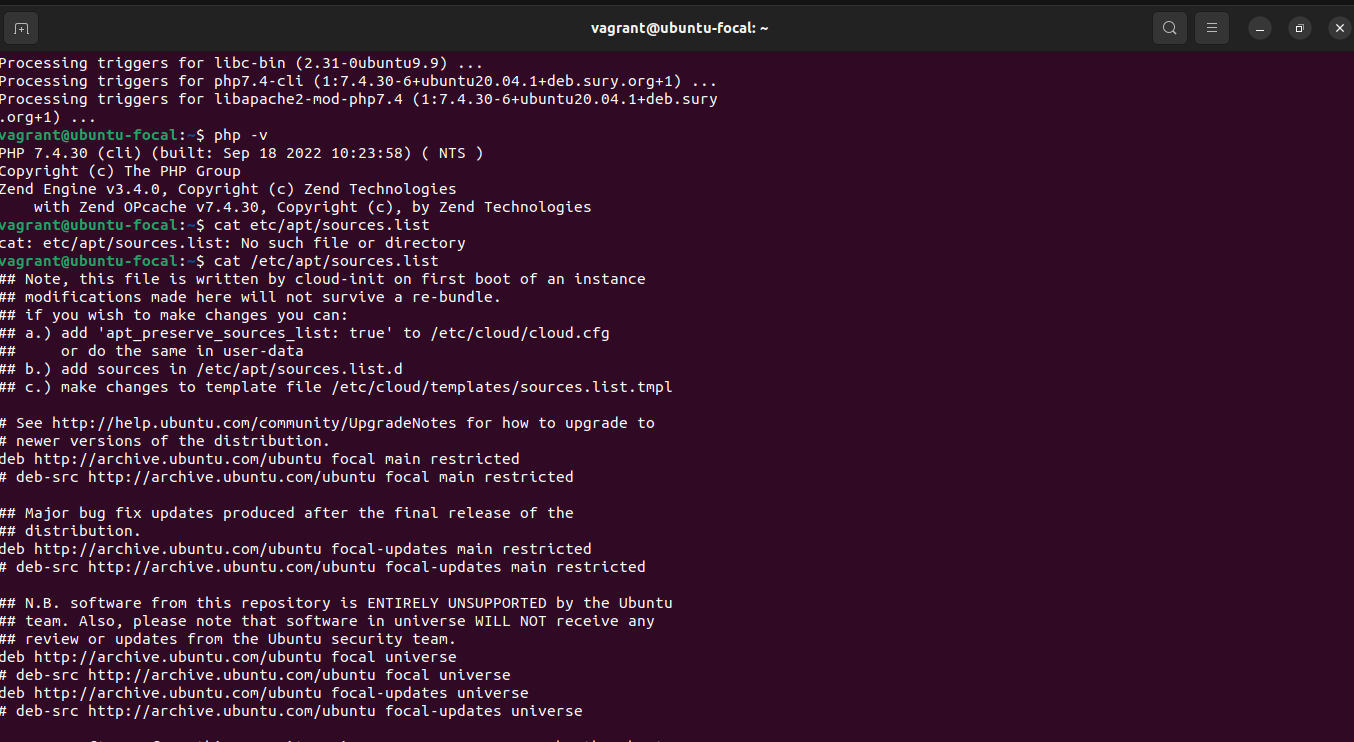 vagrant@ubuntu-focal: ~
Processing triggers for libc-bin (2.31-0ubuntu9.9) ...
Processing triggers for php7.4-cli (1:7.4.30-6+ubuntu20.04.1+deb.sury.org+1) ...
Processing triggers for libapache2-mod-php7.4 (1:7.4.30-6+ubuntu20.04.1+deb.sury
.org+1) ...
vagrant@ubuntu-focal:~$ php -v
PHP 7.4.30 (cli) (built: Sep 18 2022 10:23:58) ( NTS )
Copyright (c) The PHP Group
Zend Engine v3.4.0, Copyright (c) Zend Technologies
    with Zend OPcache v7.4.30, Copyright (c), by Zend Technologies
vagrant@ubuntu-focal:~$ cat etc/apt/sources.list
cat: etc/apt/sources.list: No such file or directory
vagrant@ubuntu-focal:~$ cat /etc/apt/sources.list
## Note, this file is written by cloud-init on first boot of an instance
## modifications made here will not survive a re-bundle.
## if you wish to make changes you can:
## a.) add 'apt_preserve_sources_list: true' to /etc/cloud/cloud.cfg
##     or do the same in user-data
## b.) add sources in /etc/apt/sources.list.d
## c.) make changes to template file /etc/cloud/templates/sources.list.tmpl
# See http://help.ubuntu.com/community/UpgradeNotes for how to upgrade to
# newer versions of the distribution.
deb http://archive.ubuntu.com/ubuntu focal main restricted
# deb-src http://archive.ubuntu.com/ubuntu focal main restricted
## Major bug fix updates produced after the final release of the
## distribution.
deb http://archive.ubuntu.com/ubuntu focal-updates main restricted
# deb-src http://archive.ubuntu.com/ubuntu focal-updates main restricted
## N.B. software from this repository is ENTIRELY UNSUPPORTED by the Ubuntu
## team. Also, please note that software in universe WILL NOT receive any
## review or updates from the Ubuntu security team.
deb http://archive.ubuntu.com/ubuntu focal universe
# deb-src http://archive.ubuntu.com/ubuntu focal universe
deb http://archive.ubuntu.com/ubuntu focal-updates universe
# deb-src http://archive.ubuntu.com/ubuntu focal-updates universe